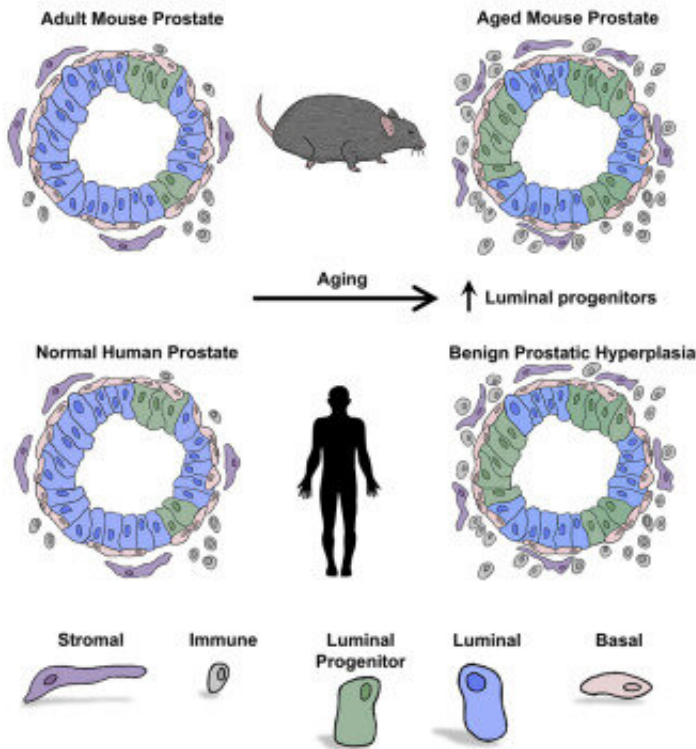 Adult Mouse Prostate
Aged Mouse Prostate
Aging
Luminal progenitors
Normal Human Prostate
Benign Prostatic Hyperplasia
Stromal
Immune
Luminal
Progenitor
Luminal
Basal